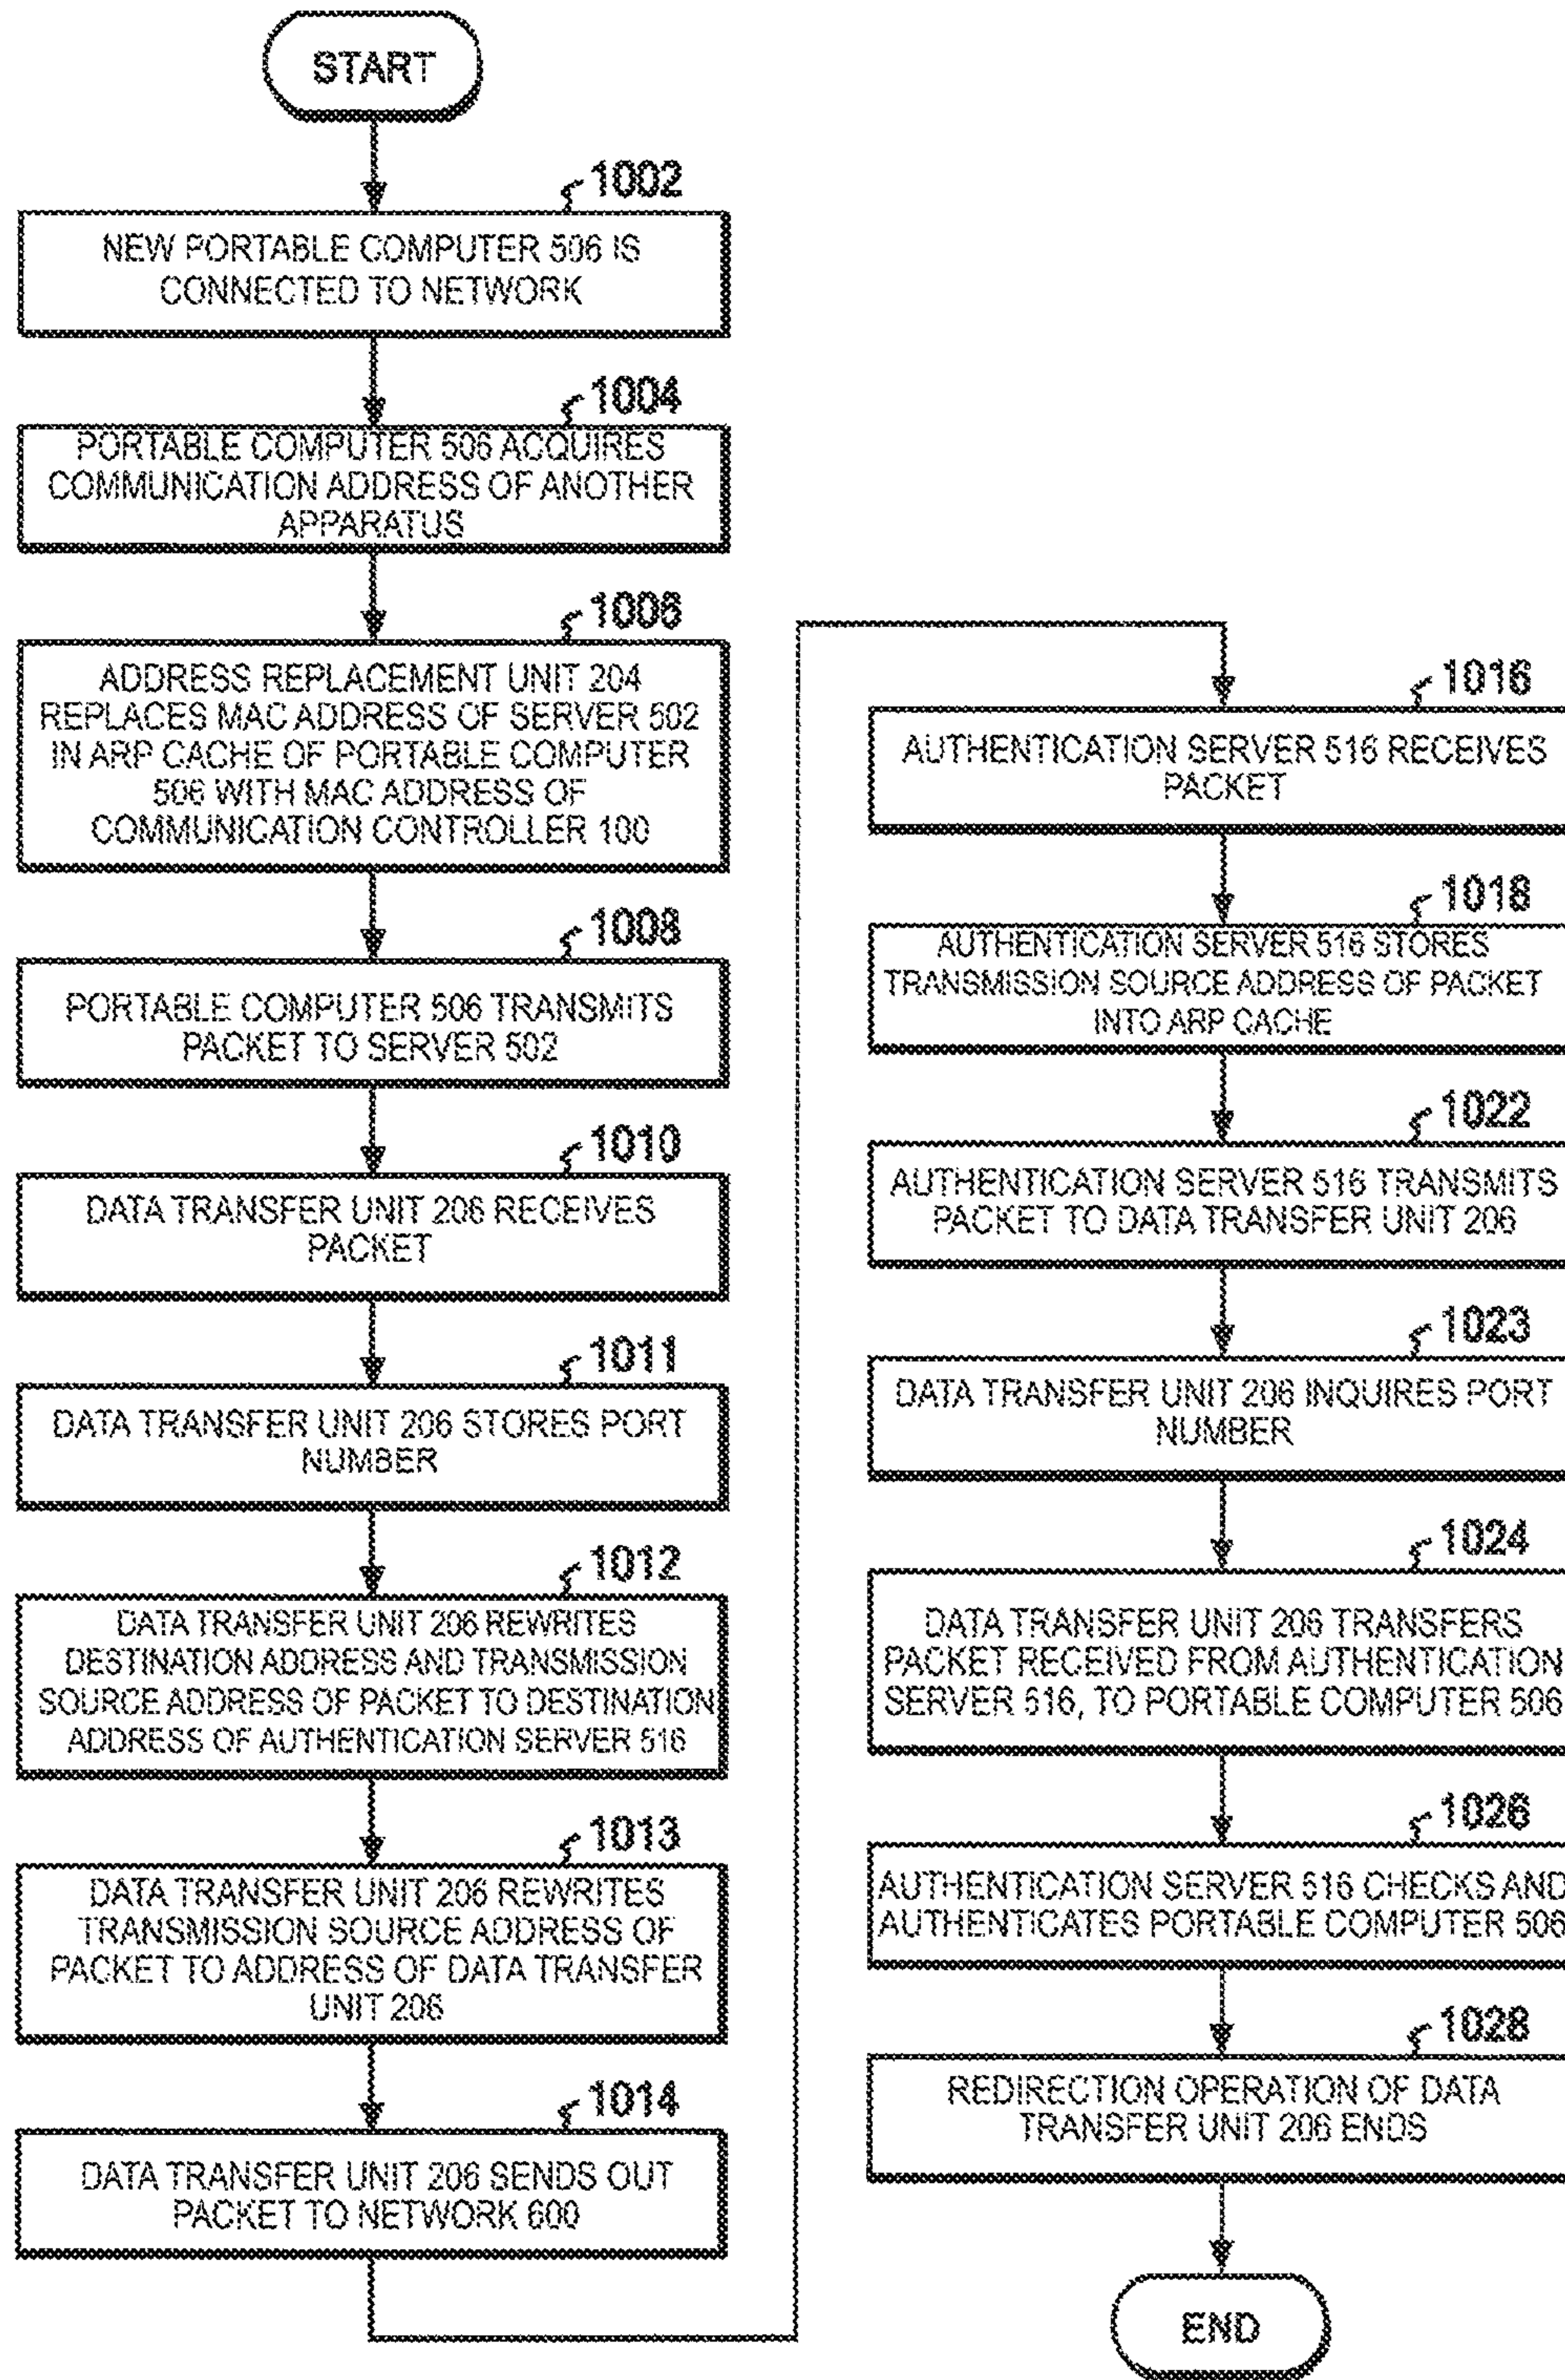 START
1002
NEW PORTABLE COMPUTER 506 IS
CONNECTED TO NETWORK
1004
PORTABLE COMPUTER 506 ACQUIRES
COMMUNICATION ADDRESS OF ANOTHER
APPARATUS
1006
ADDRESS REPLACEMENT UNIT 204
REPLACES MAC ADDRESS OF SERVER 502
IN ARP CACHE OF PORTABLE COMPUTER
506 WITH MAC ADDRESS OF
COMMUNICATION CONTROLLER 100
1008
PORTABLE COMPUTER 506 TRANSMITS
PACKET TO SERVER 502
1010
DATA TRANSFER UNIT 206 RECEIVES
PACKET
1011
DATA TRANSFER UNIT 206 STORES PORT
NUMBER
1012
DATA TRANSFER UNIT 206 REWRITES
DESTINATION ADDRESS AND TRANSMISSION
SOURCE ADDRESS OF PACKET TO DESTINATION
ADDRESS OF AUTHENTICATION SERVER 516
1013
DATA TRANSFER UNIT 206 REWRITES
TRANSMISSION SOURCE ADDRESS OF
PACKET TO ADDRESS OF DATA TRANSFER
UNIT 206
1014
DATA TRANSFER UNIT 206 SENDS OUT
PACKET TO NETWORK 600
1016
AUTHENTICATION SERVER 516 RECEIVES
PACKET
1018
AUTHENTICATION SERVER 516 STORES
TRANSMISSION SOURCE ADDRESS OF PACKET
INTO ARP CACHE
1022
AUTHENTICATION SERVER 516 TRANSMITS
PACKET TO DATA TRANSFER UNIT 206
1023
DATA TRANSFER UNIT 206 INQUIRES PORT
NUMBER
1024
DATA TRANSFER UNIT 206 TRANSFERS
PACKET RECEIVED FROM AUTHENTICATION
SERVER 516, TO PORTABLE COMPUTER 506
1026
AUTHENTICATION SERVER 516 CHECKS AND
AUTHENTICATES PORTABLE COMPUTER 506
1028
REDIRECTION OPERATION OF DATA
TRANSFER UNIT 206 ENDS
END